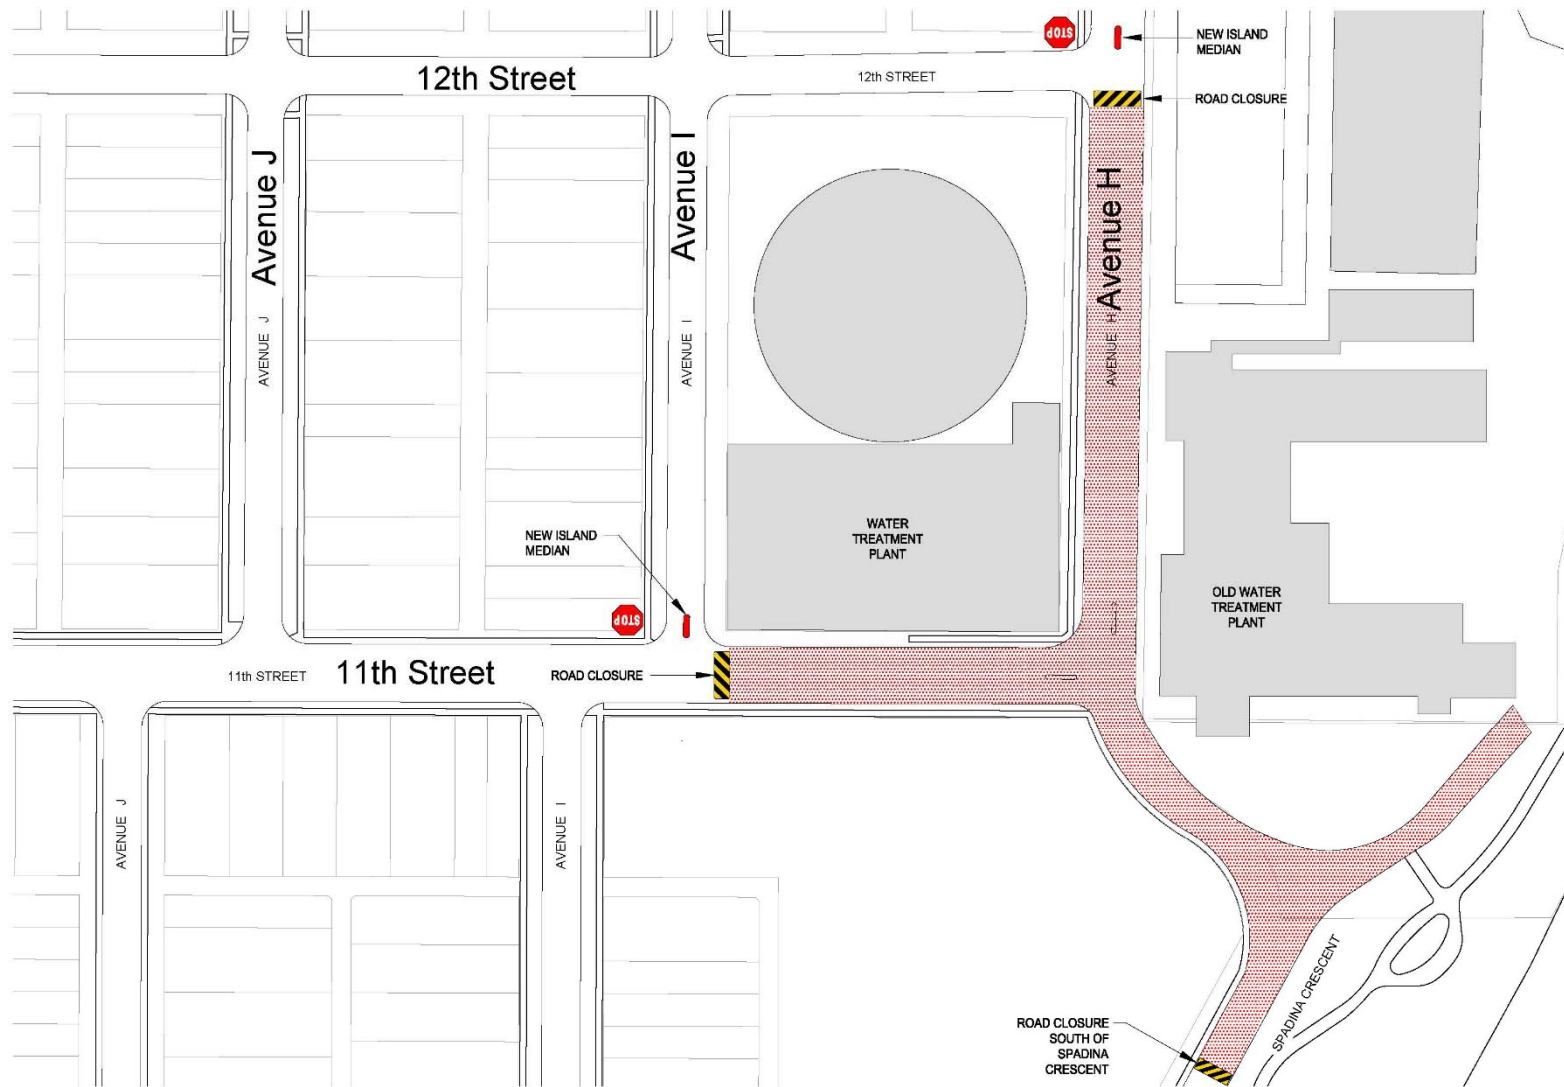 STOP
NEW ISLAND
MEDIAN
12th Street
12th STREET
ROAD CLOSURE
Avenue J
Avenue I
Avenue H
AVENUE J
AVENUE I
AVENUE H
WATER
TREATMENT
PLANT
NEW ISLAND
MEDIAN
STOP
OLD WATER
TREATMENT
PLANT
11th STREET
11th Street
ROAD CLOSURE
AVENUE J
AVENUE I
SPADINA CRESCENT
ROAD CLOSURE
SOUTH OF
SPADINA
CRESCENT